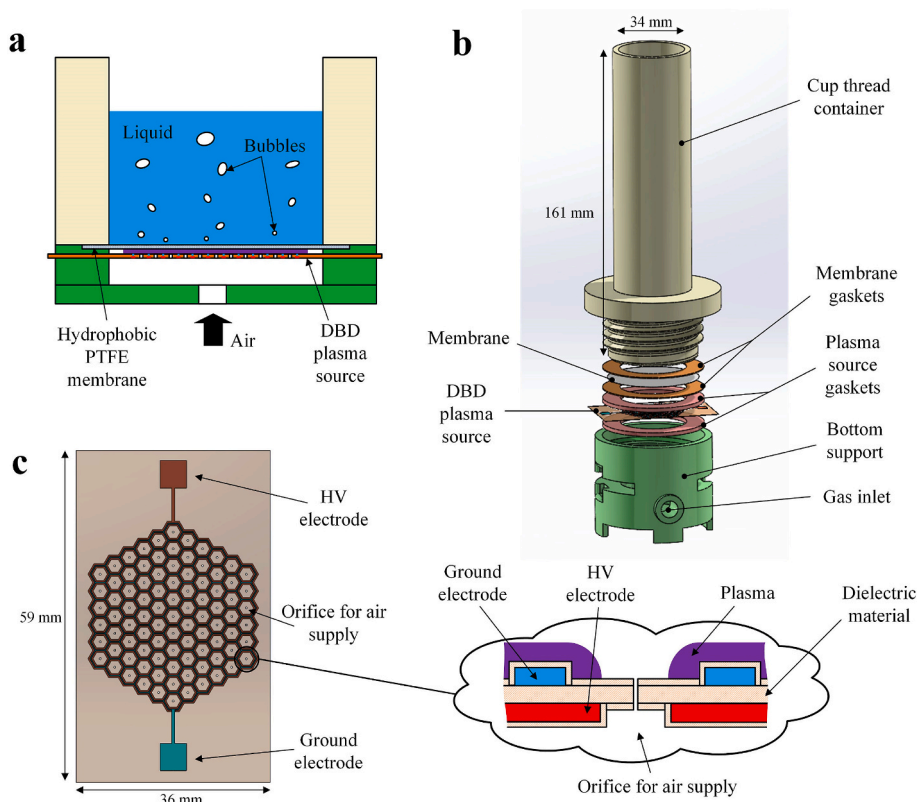 a
Liquid
Bubbles
Hydrophobic
PTFE
membrane
Air
DBD
plasma
source
b
34 mm
161 mm
Cup thread
container
Membrane
gaskets
Membrane
Plasma
source
gaskets
DBD
plasma
source
Bottom
support
Gas inlet
c
59 mm
36 mm
HV
electrode
Orifice for air
supply
Ground
electrode
Ground
electrode
HV
electrode
Plasma
Dielectric
material
Orifice for air supply